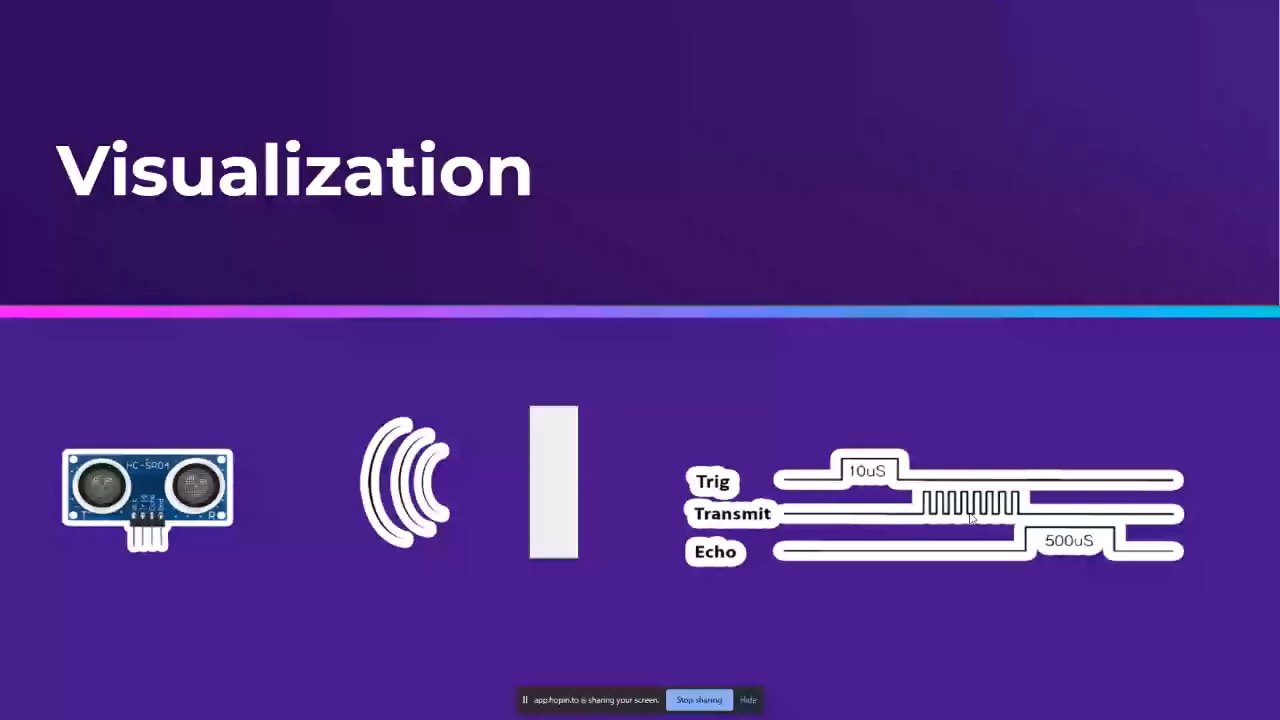 Visualization
HC-SR04
T
R
Trig
10uS
Transmit
Echo
500uS
app.hopin.to is sharing your screen.
Stop sharing
Hide